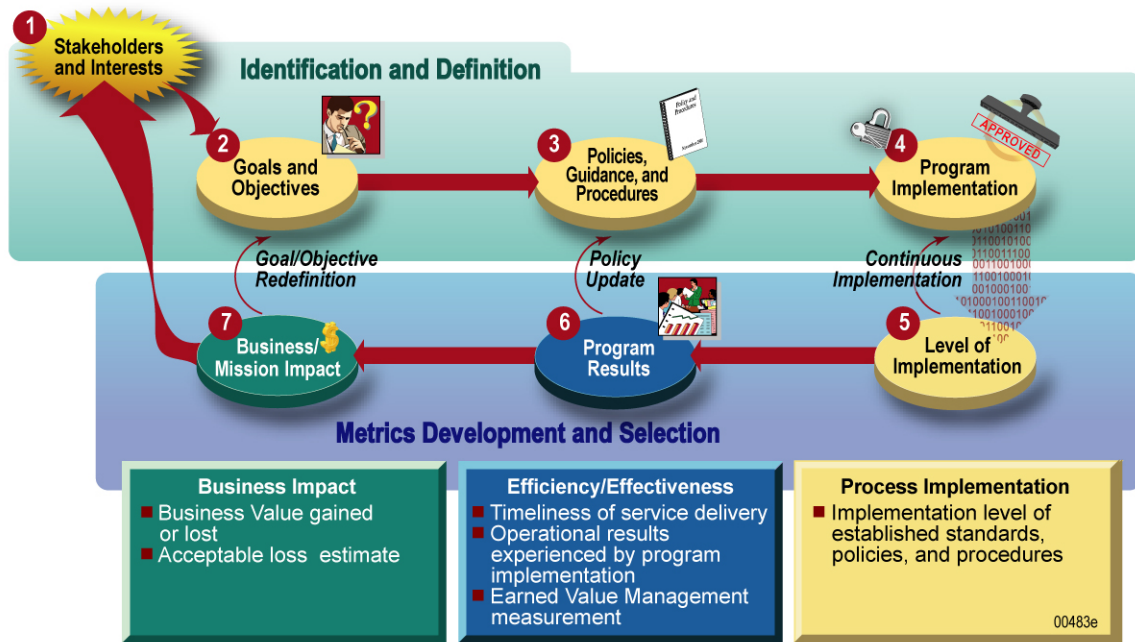 1
Stakeholders
and Interests
Identification and Definition
2
Goals and
Objectives
3
Policies,
Guidance, and
Procedures
Policy and
Procedures
4
Program
Implementation
APPROVED
Goal/Objective
Redefinition
Policy
Update
Continuous
Implementation
7
Business/
Mission Impact
6
Program
Results
5
Level of
Implementation
Metrics Development and Selection
Business Impact
Business Value gained
or lost
Acceptable loss estimate
Efficiency/Effectiveness
Timeliness of service delivery
Operational results
experienced by program
implementation
Earned Value Management
measurement
Process Implementation
Implementation level of
established standards,
policies, and procedures
00483e